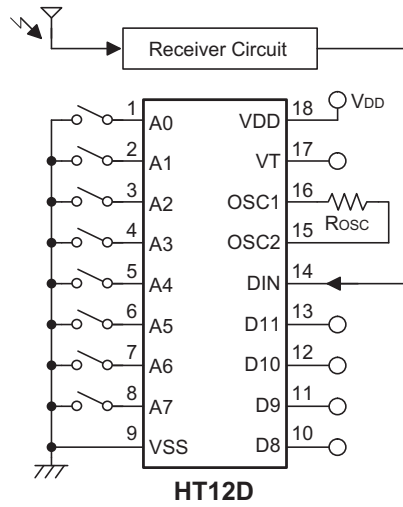 Receiver Circuit
1 A0 VDD 18 VDD
2 A1 VT 17
3 A2 OSC1 16
ROSC
4 A3 OSC2 15
5 A4 DIN 14
6 A5 D11 13
7 A6 D10 12
8 A7 D9 11
9 VSS D8 10
HT12D